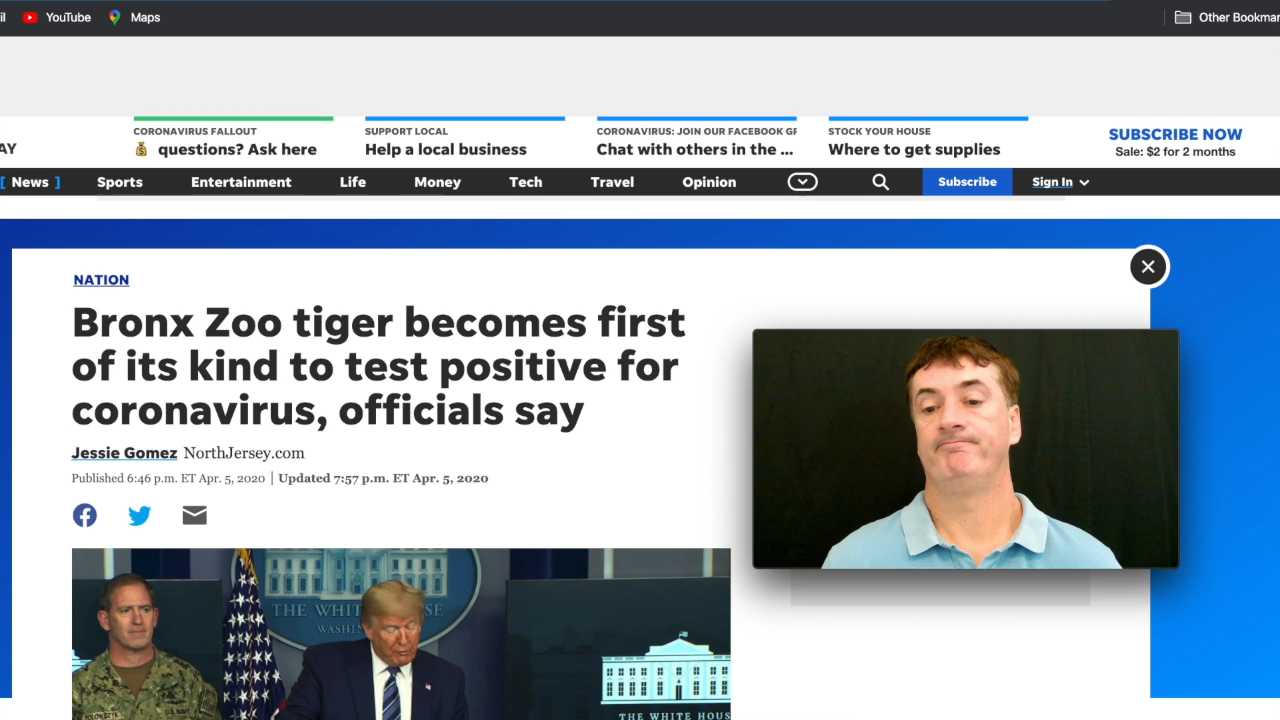 il YouTube Maps Other Bookmar
CORONAVIRUS FALLOUT SUPPORT LOCAL CORONAVIRUS: JOIN OUR FACEBOOK GR STOCK YOUR HOUSE SUBSCRIBE NOW
AY questions? Ask here Help a local business Chat with others in the ... Where to get supplies Sale: $2 for 2 months
[ News ] Sports Entertainment Life Money Tech Travel Opinion Subscribe Sign In
NATION
Bronx Zoo tiger becomes first
of its kind to test positive for
coronavirus, officials say
Jessie Gomez NorthJersey.com
Published 6:46 p.m. ET Apr. 5, 2020 | Updated 7:57 p.m. ET Apr. 5, 2020
THE WHITE HOUSE
WASHIN
U.S. NAVY
THE WHITE HOUS